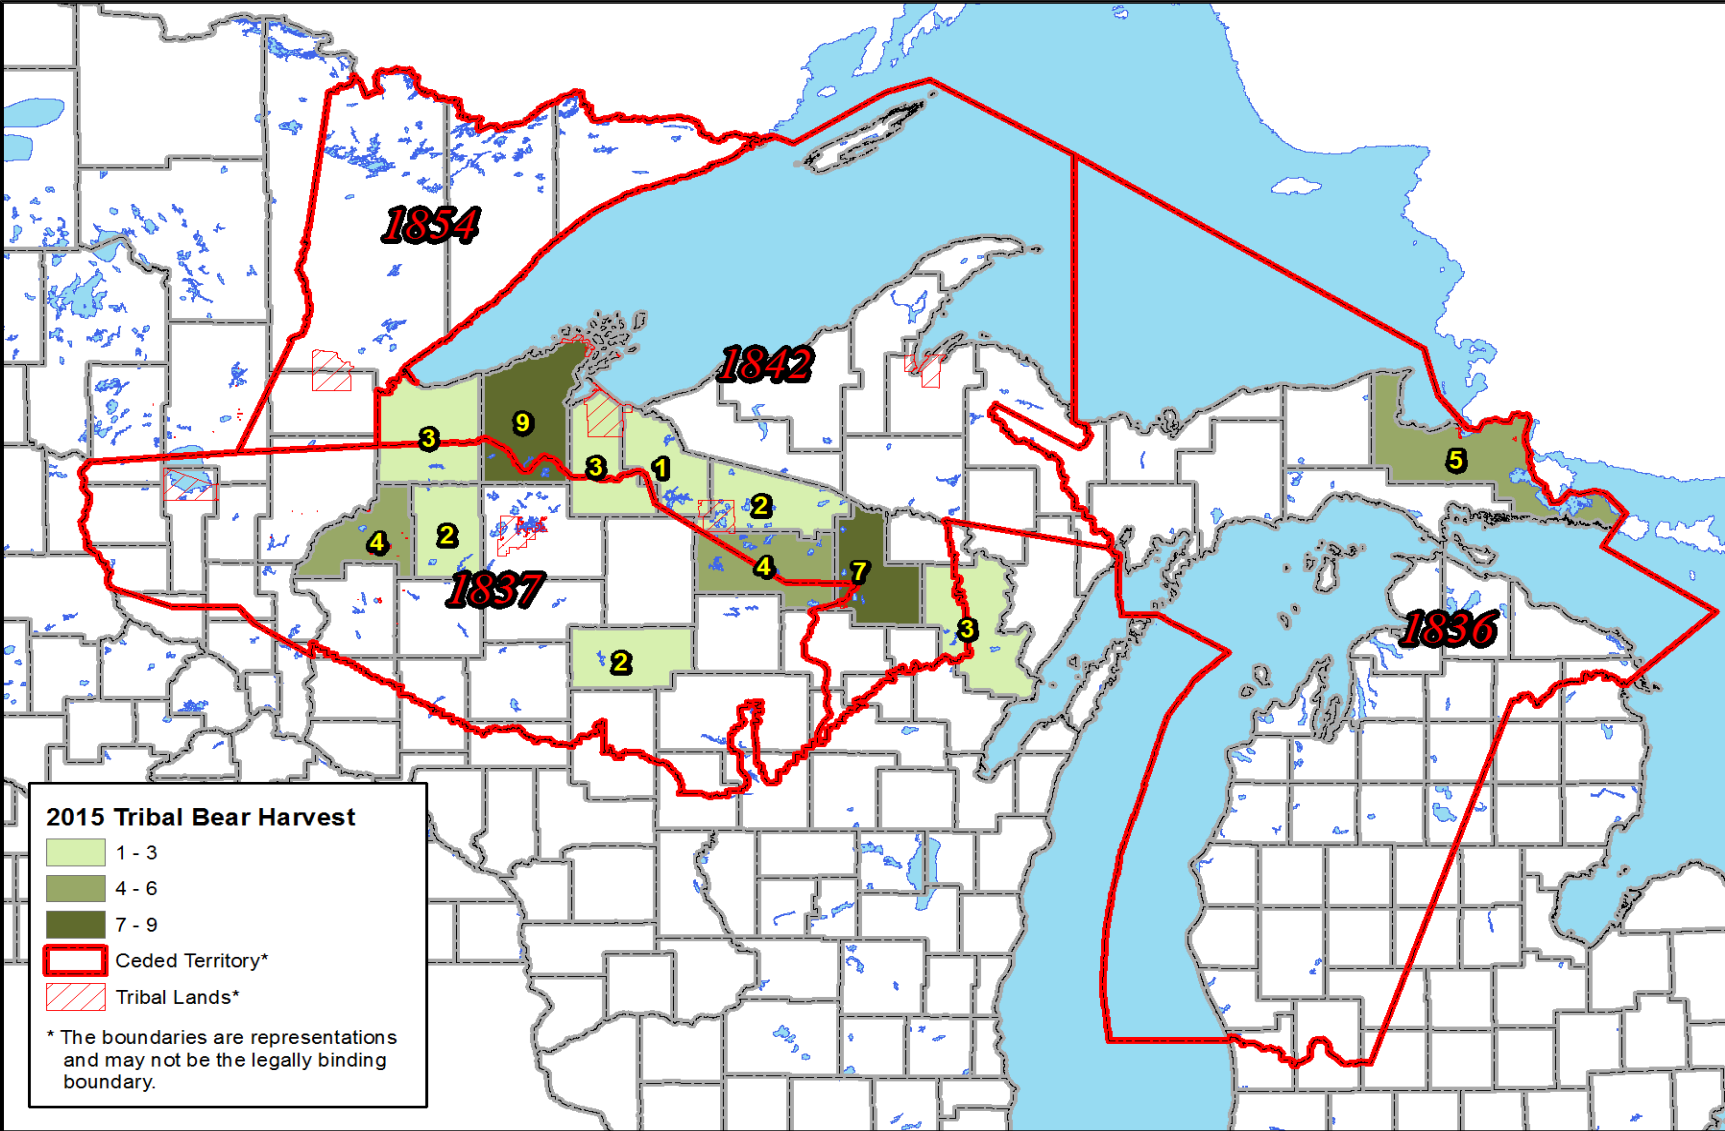 1854
1842
9
3
5
3
1
2
4
2
4
7
1837
3
1836
2
2015 Tribal Bear Harvest
1 - 3
4 - 6
7 - 9
Ceded Territory*
Tribal Lands*
* The boundaries are representations
and may not be the legally binding
boundary.